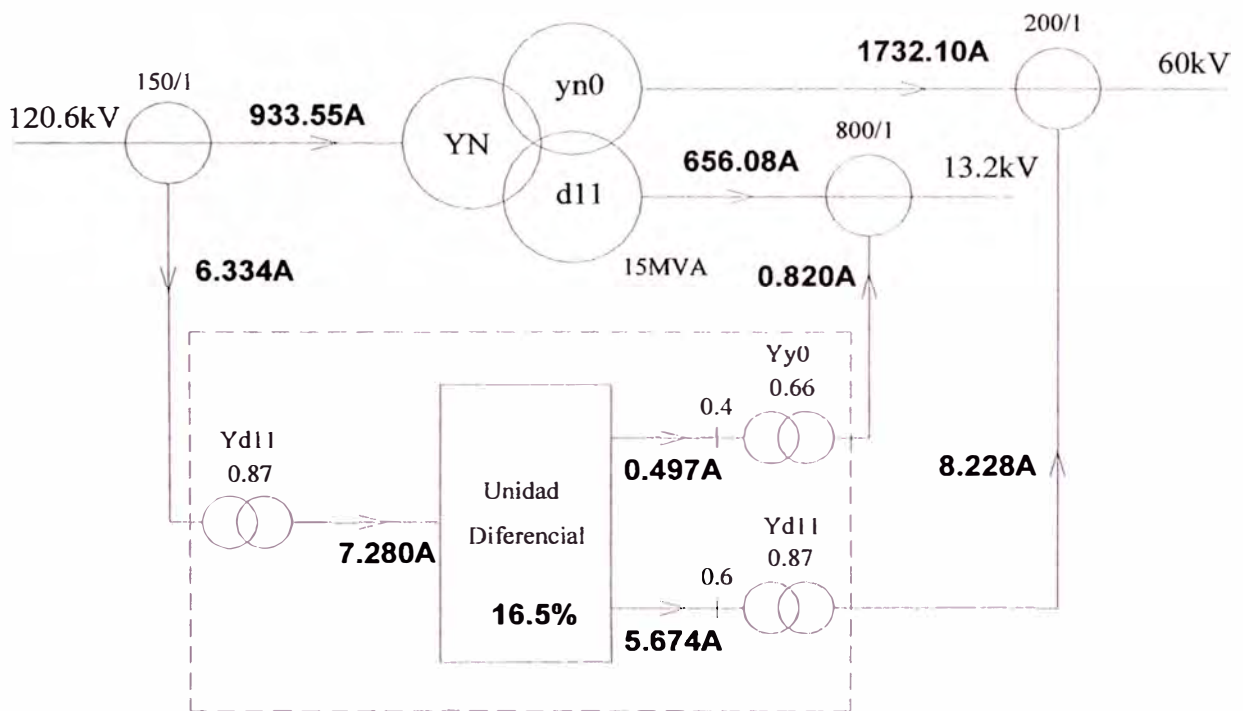 200/1
1732.10A
60kV
yn0
150/1
120.6kV
933.55A
YN
800/1
656.08A
13.2kV
d11
15MVA
6.334A
0.820A
Yy0
0.66
0.4
Yd11
0.87
0.497A
8.228A
Unidad
Diferencial
Yd11
0.87
7.280A
0.6
16.5%
5.674A